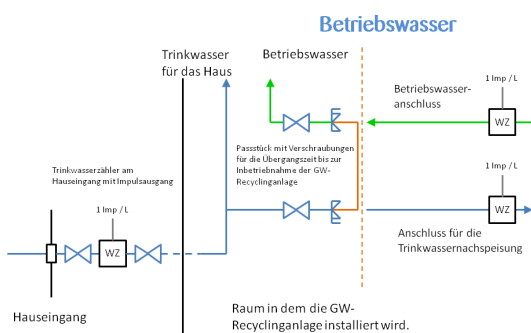 Betriebswasser
Trinkwasser
für das Haus
Betriebswasser
1 Imp / L
Betriebswasser-
anschluss
WZ
Passstück mit Verschraubungen
für die Übergangszeit bis zur
Inbetriebnahme der GW-
Recyclinganlage
Trinkwasserzähler am
Hauseingang mit Impulsausgang
1 Imp / L
WZ
1 Imp / L
WZ
Anschluss für die
Trinkwassernachspeisung
Hauseingang
Raum in dem die GW-
Recyclinganlage installiert wird.